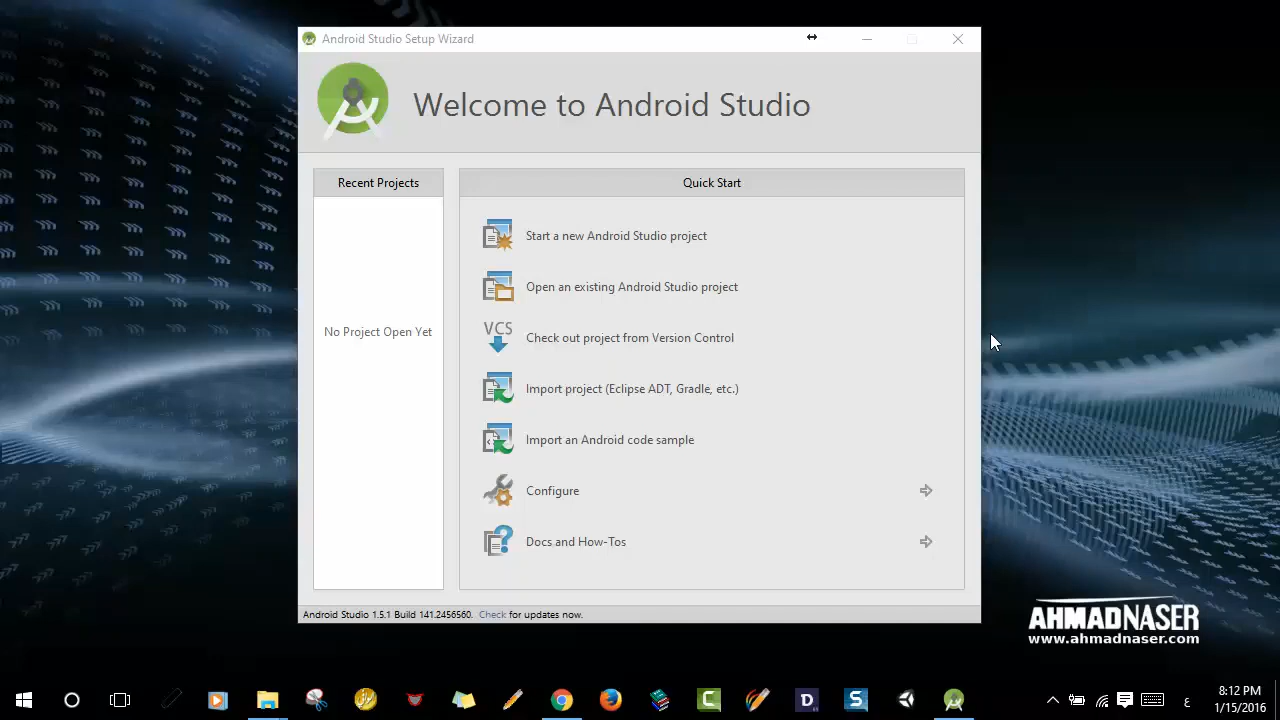 Android Studio Setup Wizard
Welcome to Android Studio
Recent Projects
No Project Open Yet
Quick Start
Start a new Android Studio project
Open an existing Android Studio project
VCS
Check out project from Version Control
Import project (Eclipse ADT, Gradle, etc.)
Import an Android code sample
Configure
Docs and How-Tos
Android Studio 1.5.1 Build 141.2456560. Check for updates now.
AHMADNASER
www.ahmadnaser.com
C
D
S
ع
8:12 PM
1/15/2016